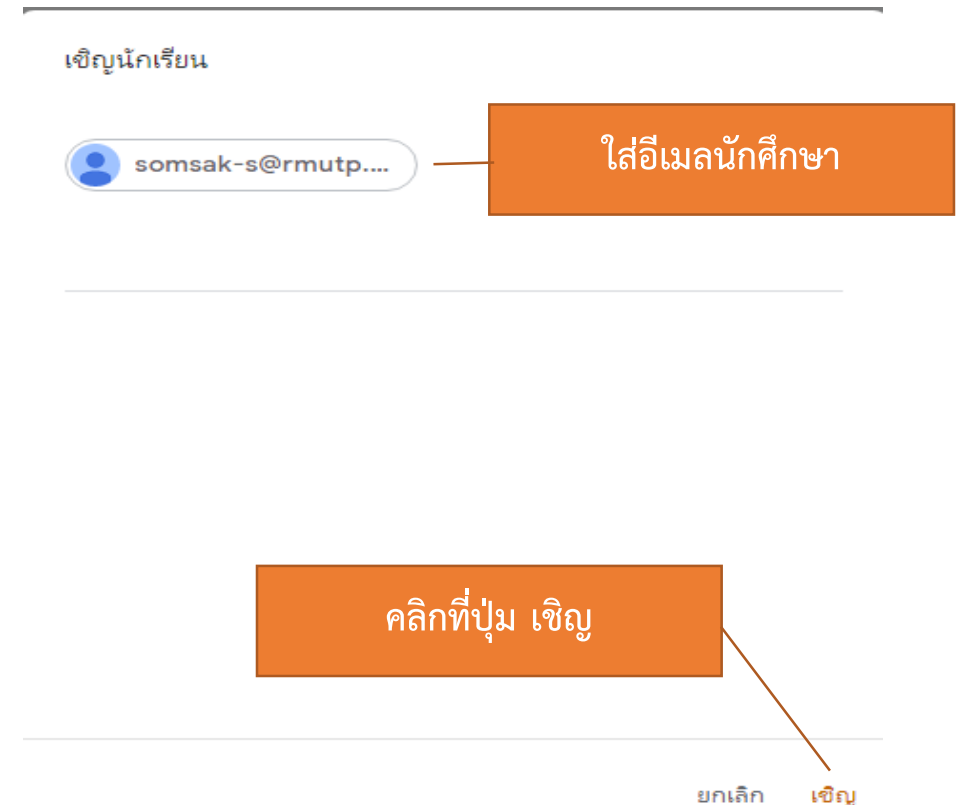 เชิญนักเรียน
ใส่อีเมลนักศึกษา
somsak-s@rmutp....
คลิกที่ปุ่ม เชิญ
ยกเลิก เชิญ